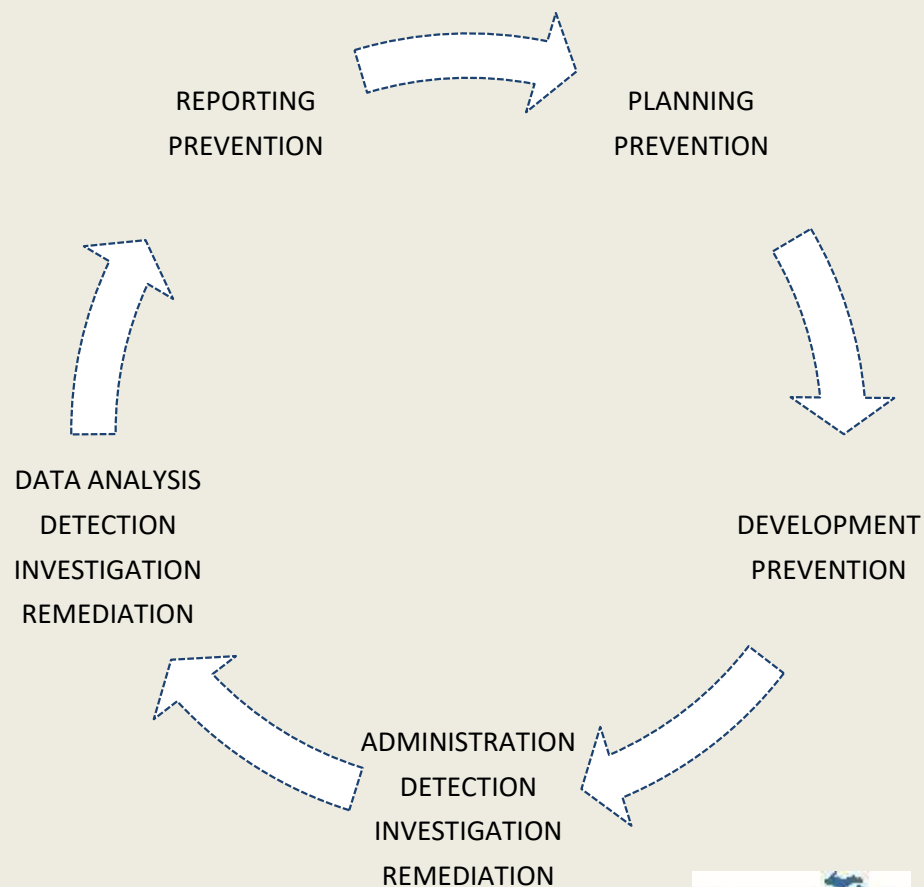 REPORTING
PREVENTION
PLANNING
PREVENTION
DEVELOPMENT
PREVENTION
ADMINISTRATION
DETECTION
INVESTIGATION
REMEDIATION
DATA ANALYSIS
DETECTION
INVESTIGATION
REMEDIATION